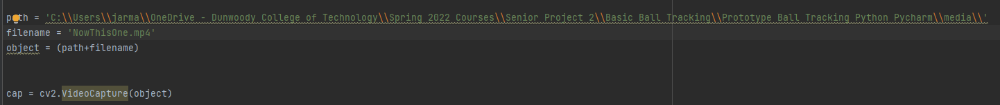 path = 'C:\\Users\\jarma\\OneDrive - Dunwoody College of Technology\\Spring 2022 Courses\\Senior Project 2\\Basic Ball Tracking\\Prototype Ball Tracking Python Pycharm\\media\\'
filename = 'NowThisOne.mp4'
object = (path+filename)
cap = cv2.VideoCapture(object)